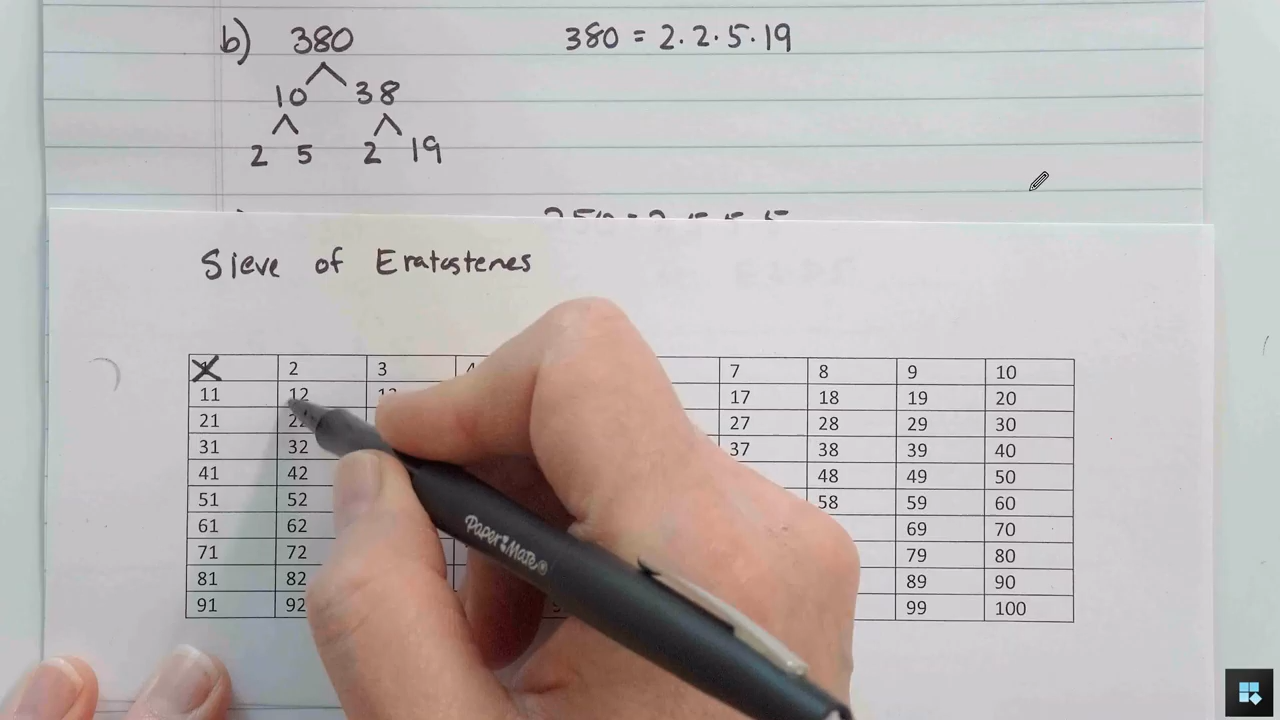 b) 380 380 = 2·2·5·19
10 38
2 5 2 19
Sieve of Eratostenes
2 3 7 8 9 10
11 12 17 18 19 20
21 27 28 29 30
31 32 37 38 39 40
41 42 48 49 50
51 52 58 59 60
61 62 69 70
71 72 79 80
81 82 89 90
91 92 99 100
PAPER:MATE